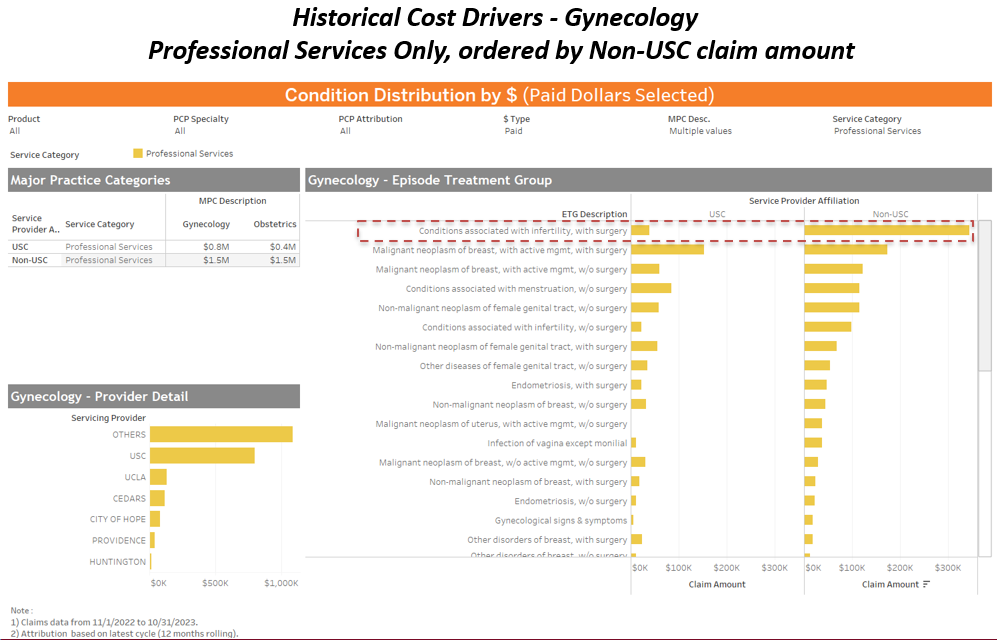 Historical Cost Drivers - Gynecology
Professional Services Only, ordered by Non-USC claim amount
Condition Distribution by $ (Paid Dollars Selected)
Product
All
PCP Specialty
All
PCP Attribution
All
$ Type
Paid
MPC Desc.
Multiple values
Service Category
Professional Services
Service Category
Professional Services
Major Practice Categories
MPC Description
Service Provider A.. Service Category Gynecology Obstetrics
USC Professional Services $0.8M $0.4M
Non-USC Professional Services $1.5M $1.5M
Gynecology - Episode Treatment Group
Service Provider Affiliation
ETG Description USC Non-USC
Conditions associated with infertility, with surgery
Malignant neoplasm of breast, with active mgmt, with surgery
Malignant neoplasm of breast, with active mgmt, w/o surgery
Conditions associated with menstruation, w/o surgery
Non-malignant neoplasm of female genital tract, w/o surgery
Conditions associated with infertility, w/o surgery
Non-malignant neoplasm of female genital tract, with surgery
Other diseases of female genital tract, w/o surgery
Endometriosis, with surgery
Non-malignant neoplasm of breast, w/o surgery
Malignant neoplasm of uterus, with active mgmt, w/o surgery
Infection of vagina except monilial
Malignant neoplasm of breast, w/o active mgmt, w/o surgery
Non-malignant neoplasm of breast, with surgery
Endometriosis, w/o surgery
Gynecological signs & symptoms
Other disorders of breast, with surgery
Other disorders of breast, w/o surgery
$0K $100K $200K $300K $0K $100K $200K $300K
Claim Amount Claim Amount
Gynecology - Provider Detail
Servicing Provider
OTHERS
USC
UCLA
CEDARS
CITY OF HOPE
PROVIDENCE
HUNTINGTON
$0K $500K $1,000K
Note :
1) Claims data from 11/1/2022 to 10/31/2023.
2) Attribution based on latest cycle (12 months rolling).